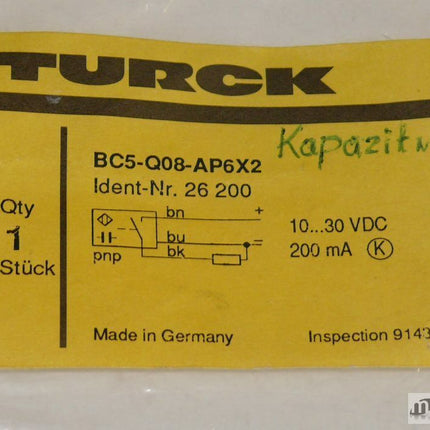 TURCK
Kapazit
BC5-Q08-AP6X2
Ident-Nr. 26 200
Qty
1
Stück
bn +
bu =
bk
pnp
10...30 VDC
200 mA K
Made in Germany
Inspection 9143